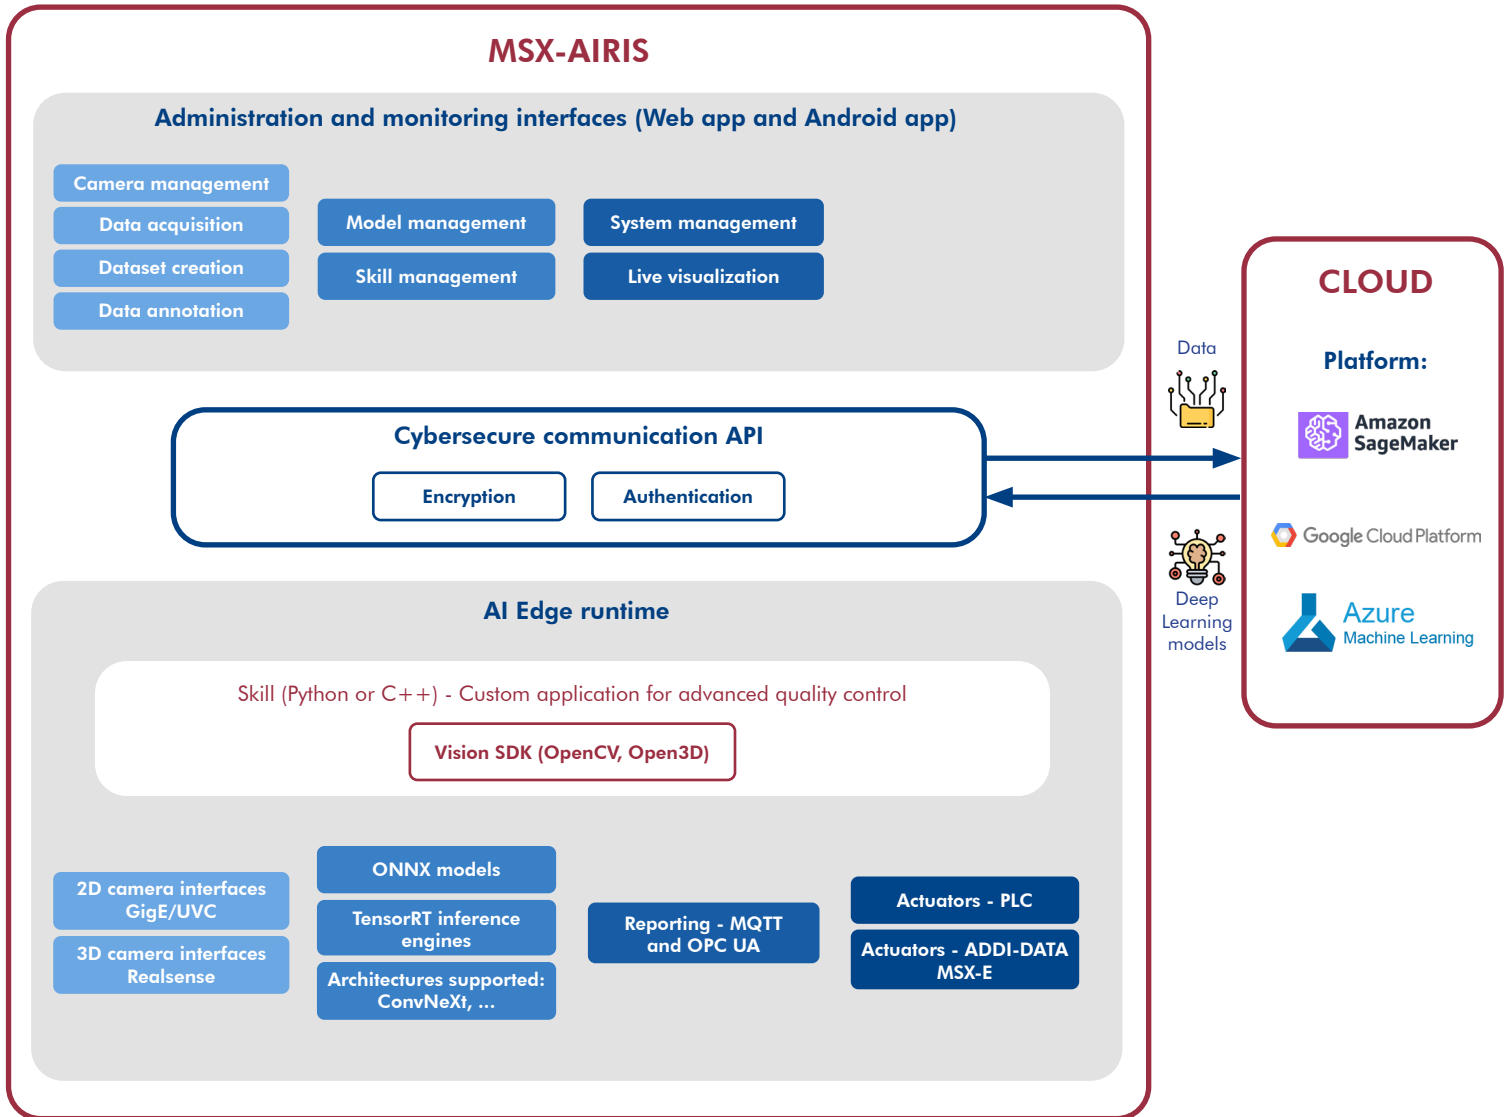 MSX-AIRIS
Administration and monitoring interfaces (Web app and Android app)
Camera management
Data acquisition
Dataset creation
Data annotation
Model management
Skill management
System management
Live visualization
Cybersecure communication API
Encryption
Authentication
Data
Deep
Learning
models
CLOUD
Platform:
Amazon
SageMaker
Google Cloud Platform
Azure
Machine Learning
AI Edge runtime
Skill (Python or C++) - Custom application for advanced quality control
Vision SDK (OpenCV, Open3D)
2D camera interfaces
GigE/UVC
3D camera interfaces
Realsense
ONNX models
TensorRT inference
engines
Architectures supported:
ConvNeXt, ...
Reporting - MQTT
and OPC UA
Actuators - PLC
Actuators - ADDI-DATA
MSX-E